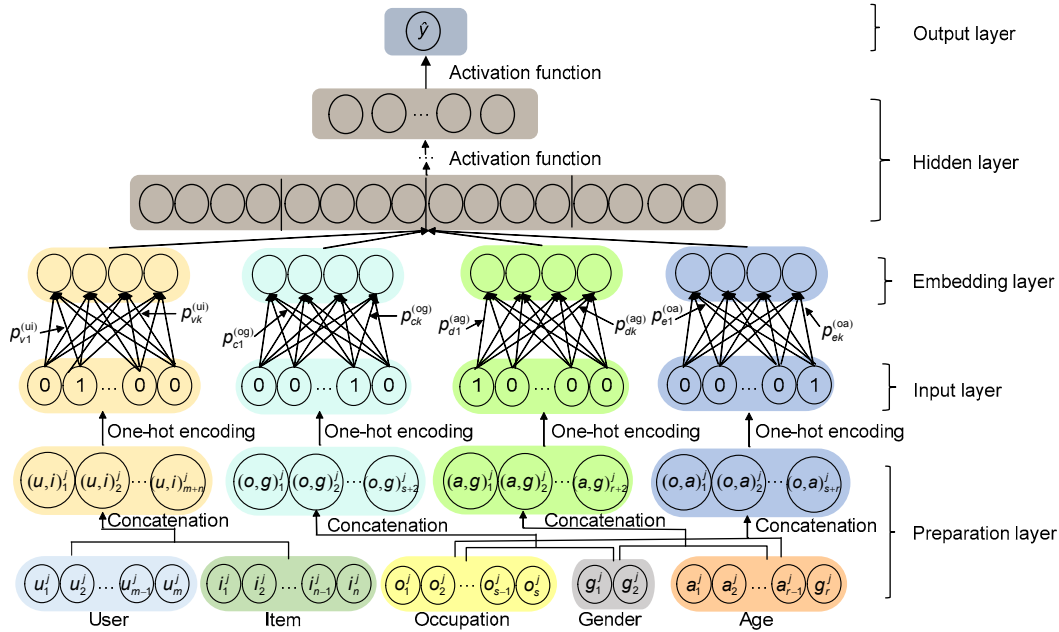 ŷ
Output layer
Activation function
Hidden layer
...
Activation function
...
Embedding layer
p_{v1}^{(ui)} p_{vk}^{(ui)} p_{c1}^{(og)} p_{ck}^{(og)} p_{d1}^{(ag)} p_{dk}^{(ag)} p_{e1}^{(oa)} p_{ek}^{(oa)}
0 1 ... 0 0 0 0 ... 1 0 1 0 ... 0 0 0 0 ... 0 1
Input layer
One-hot encoding One-hot encoding One-hot encoding One-hot encoding
(u,i)_1^j (u,i)_2^j ... (u,i)_{m+n}^j (o,g)_1^j (o,g)_2^j ... (o,g)_{s+2}^j (a,g)_1^j (a,g)_2^j ... (a,g)_{r+2}^j (o,a)_1^j (o,a)_2^j ... (o,a)_{s+r}^j
Concatenation Concatenation Concatenation Concatenation
Preparation layer
u_1^j u_2^j ... u_{m-1}^j u_m^j i_1^j i_2^j ... i_{n-1}^j i_n^j o_1^j o_2^j ... o_{s-1}^j o_s^j g_1^j g_2^j a_1^j a_2^j ... a_{r-1}^j g_r^j
User Item Occupation Gender Age